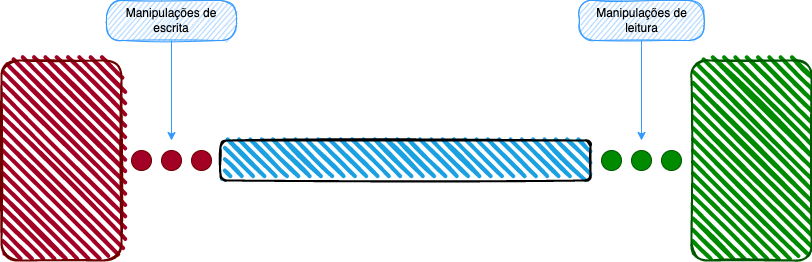 Manipulações de
escrita
Manipulações de
leitura